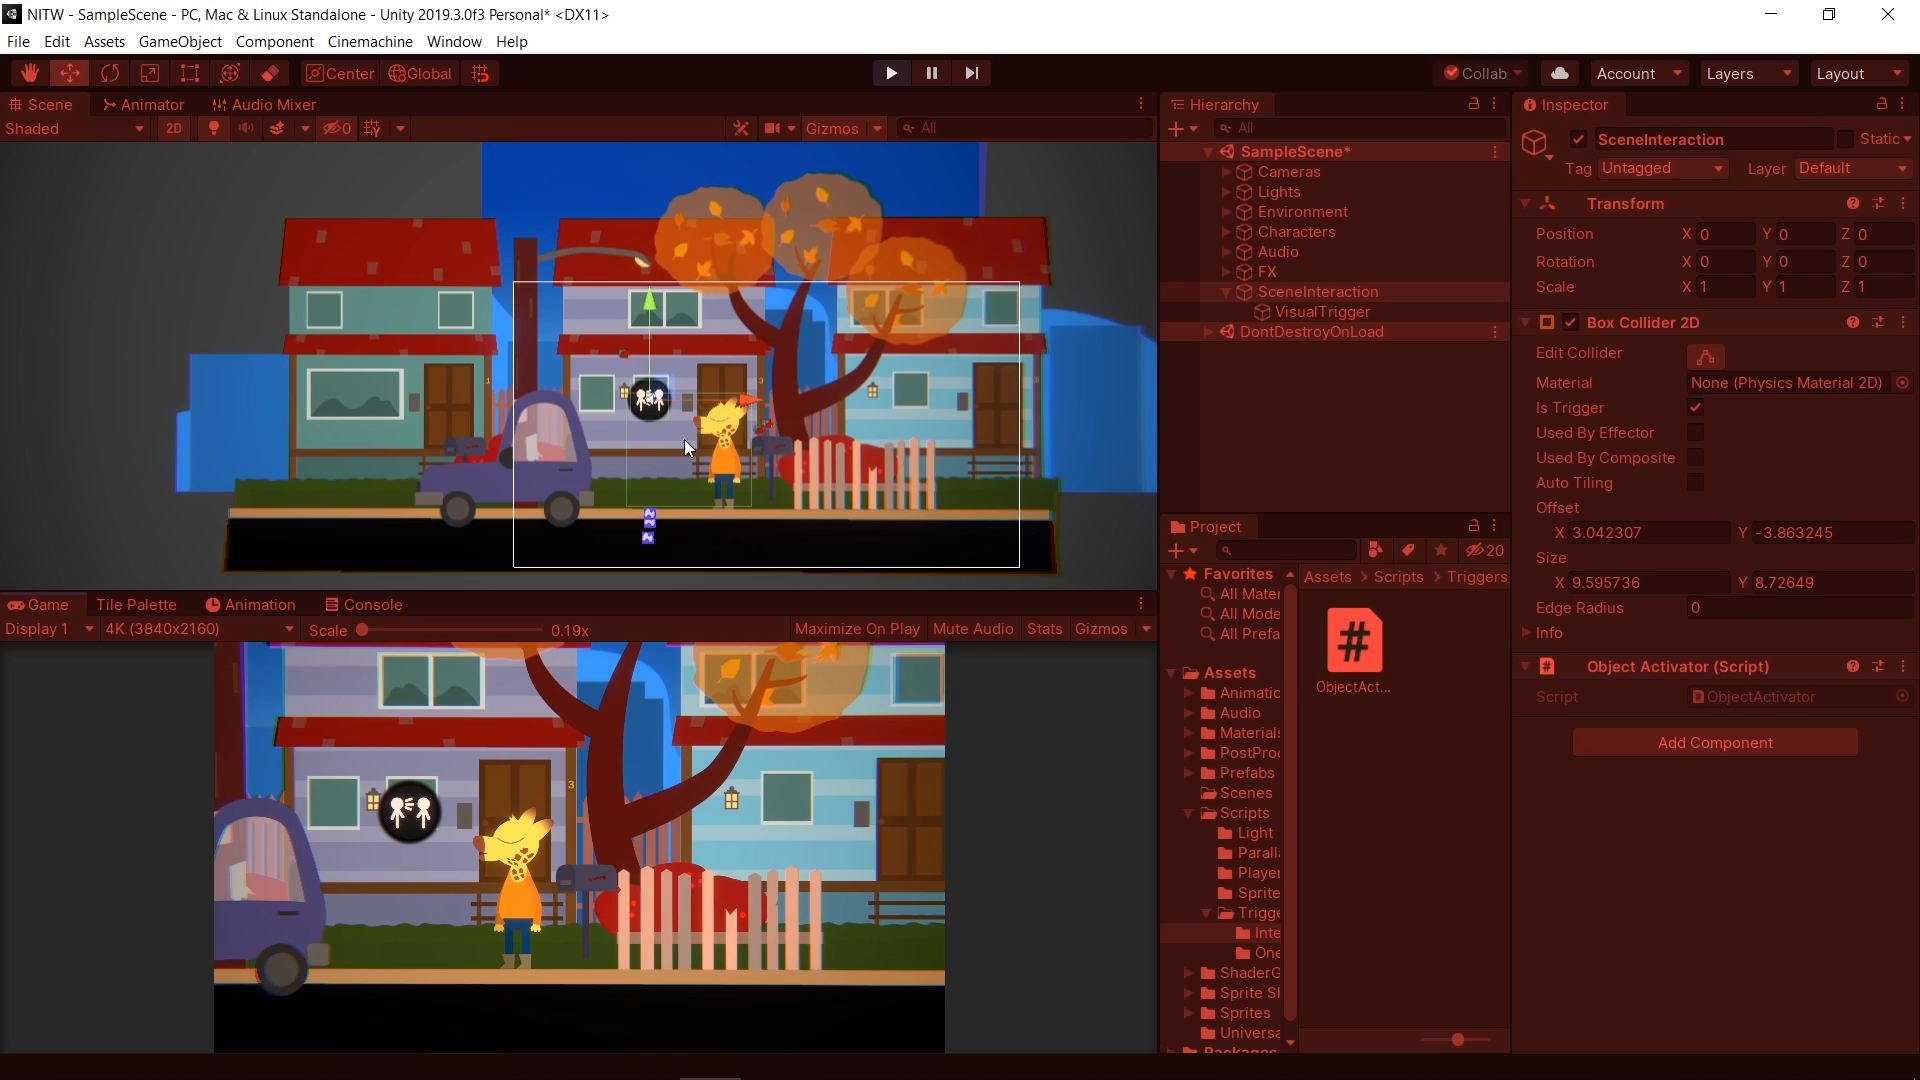 NITW - SampleScene - PC, Mac & Linux Standalone - Unity 2019.3.0f3 Personal* <DX11>
File Edit Assets GameObject Component Cinemachine Window Help
Center Global Collab Account Layers Layout
Scene Animator Audio Mixer
Shaded 2D 0 Gizmos All
Hierarchy
All
SampleScene*
Cameras
Lights
Environment
Characters
Audio
FX
SceneInteraction
VisualTrigger
DontDestroyOnLoad
Inspector
SceneInteraction Static
Tag Untagged Layer Default
Transform
Position X 0 Y 0 Z 0
Rotation X 0 Y 0 Z 0
Scale X 1 Y 1 Z 1
Box Collider 2D
Edit Collider
Material None (Physics Material 2D)
Is Trigger
Used By Effector
Used By Composite
Auto Tiling
Offset
X 3.042307 Y -3.863245
Size
X 9.595736 Y 8.72649
Edge Radius 0
Info
Object Activator (Script)
Script ObjectActivator
Add Component
Project
20
Favorites
All Mater
All Mode
All Prefa
Assets
Animatic
Audio
Materials
PostProc
Prefabs
Scenes
Scripts
Light
Paralla
Player
Sprite
Trigge
Inte
One
ShaderG
Sprite Sh
Sprites
Universa
Packages
Assets > Scripts > Triggers
#
ObjectAct...
Game Tile Palette Animation Console
Display 1 4K (3840x2160) Scale 0.19x Maximize On Play Mute Audio Stats Gizmos
3